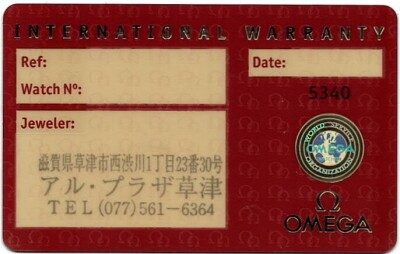 INTERNATIONAL WARRANTY
Ref:
Watch Nº:
Date:
5340
Jeweler:
滋賀県草津市西渋川1丁目23番30号
アル・プラザ草津
TEL (077) 561-6364
OMEGA